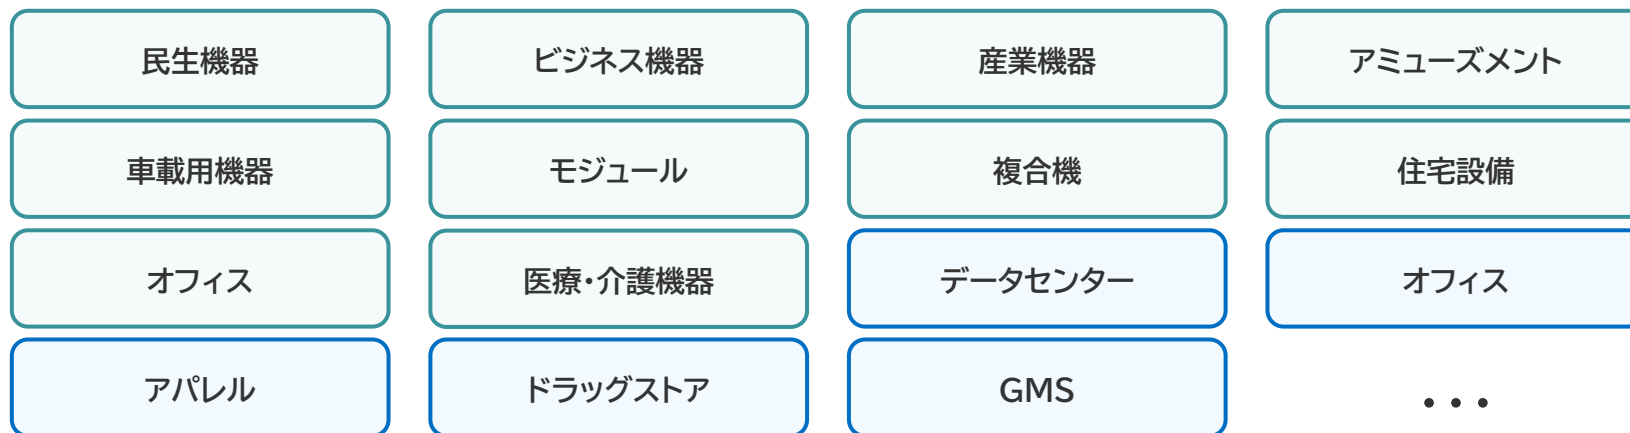 民生機器
ビジネス機器
産業機器
アミューズメント
車載用機器
モジュール
複合機
住宅設備
オフィス
医療・介護機器
データセンター
オフィス
アパレル
ドラッグストア
GMS
・・・